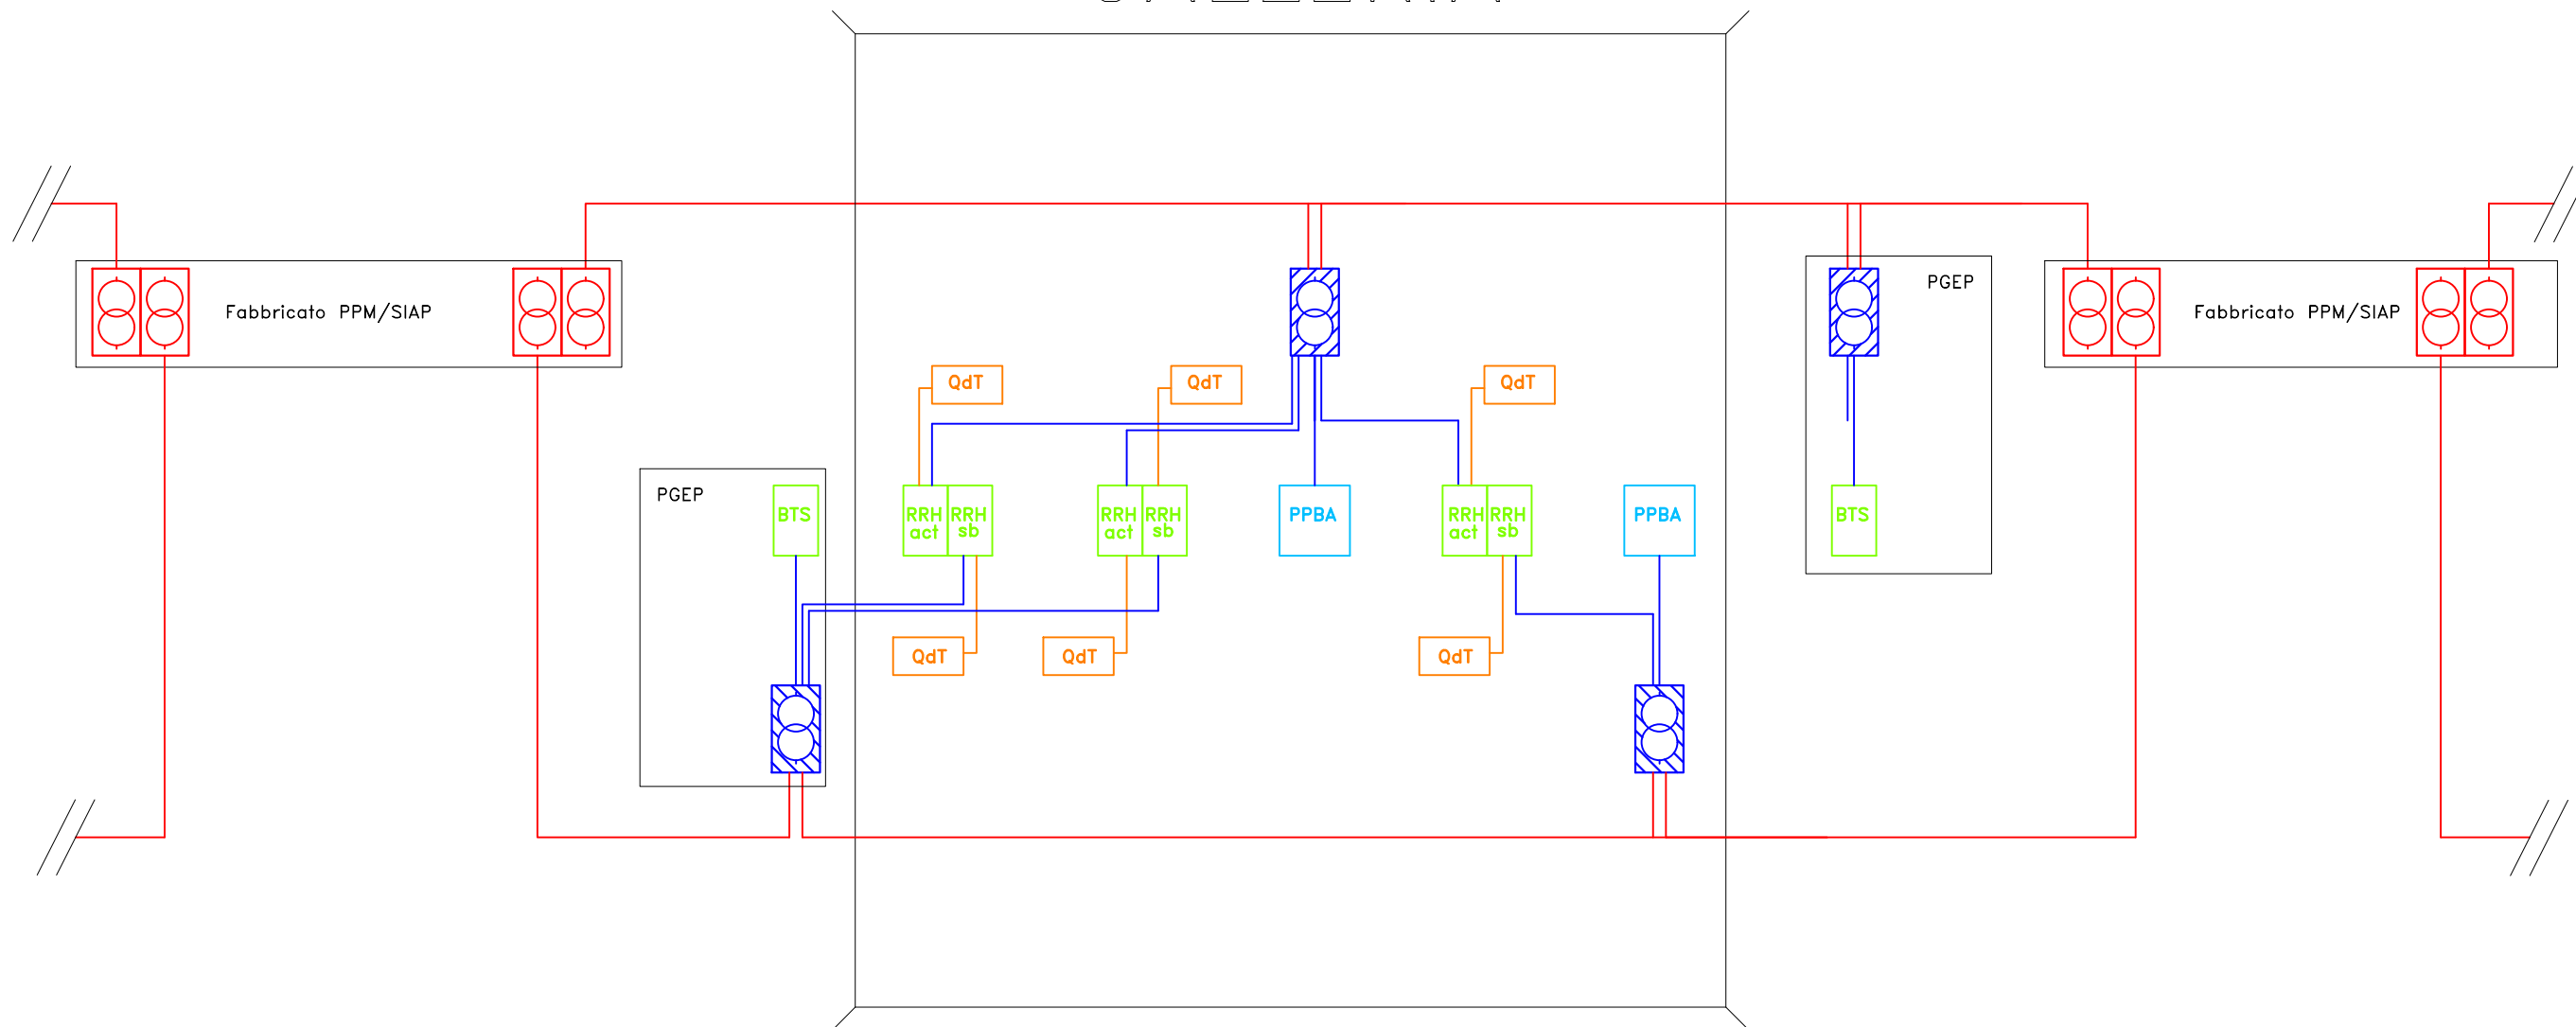 Fabbricato PPM/SIAP
PGEP
Fabbricato PPM/SIAP
QdT
QdT
QdT
PGEP
BTS
RRH
act
RRH
sb
RRH
act
RRH
sb
PPBA
RRH
act
RRH
sb
PPBA
BTS
QdT
QdT
QdT